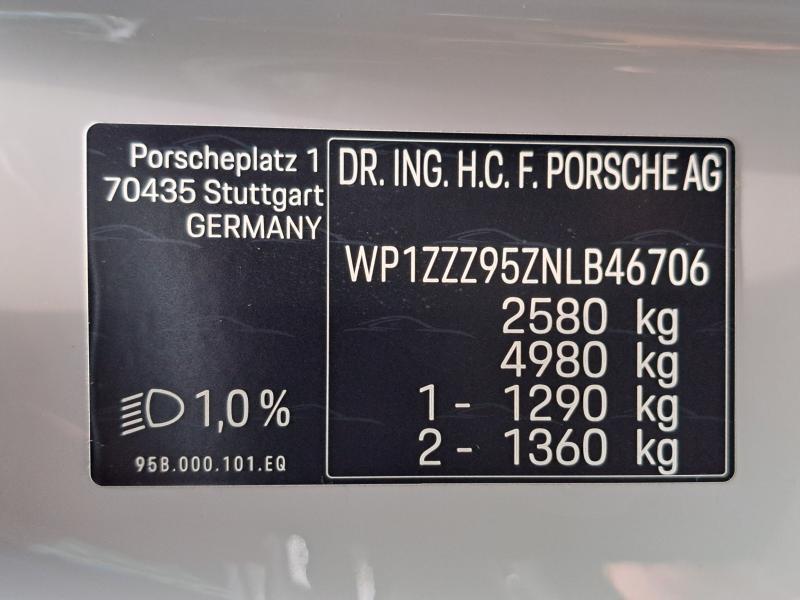 Porscheplatz 1
70435 Stuttgart
GERMANY
1,0 %
95B.000.101.EQ
DR. ING. H.C. F. PORSCHE AG
WP1ZZZ95ZNLB46706
2580 kg
4980 kg
1 - 1290 kg
2 - 1360 kg